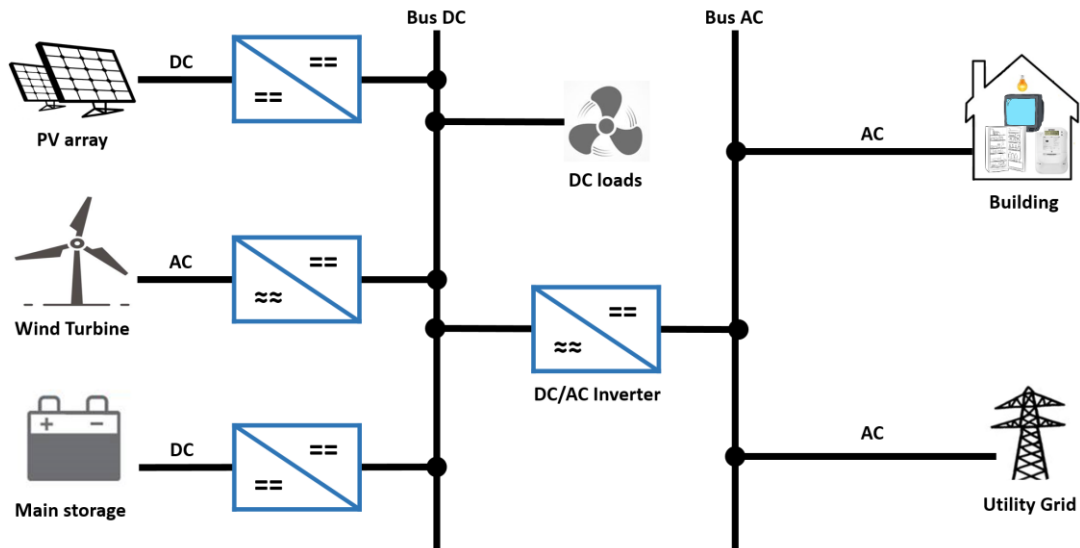 Bus DC
Bus AC
DC
==
==
PV array
DC loads
AC
Building
AC
==
≈≈
Wind Turbine
==
≈≈
DC/AC Inverter
DC
==
==
Main storage
+ -
AC
Utility Grid